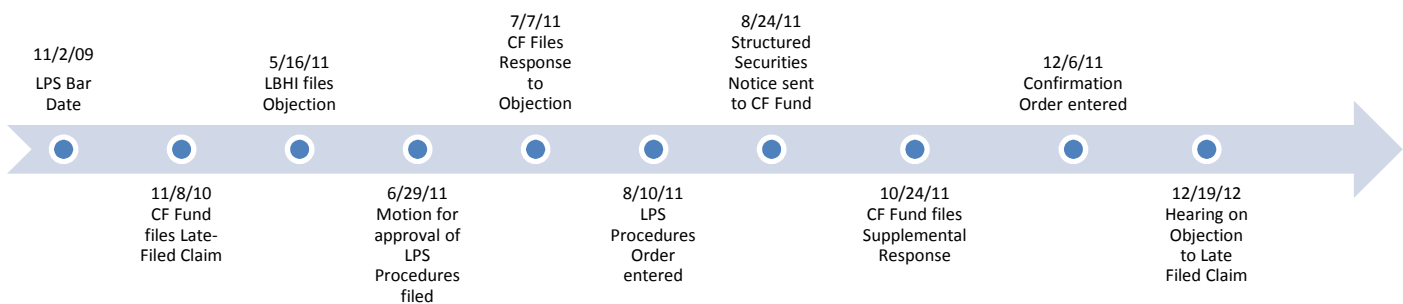 11/2/09
LPS Bar
Date
11/8/10
CF Fund
files Late-
Filed Claim
5/16/11
LBHI files
Objection
6/29/11
Motion for
approval of
LPS
Procedures
filed
7/7/11
CF Files
Response
to
Objection
8/10/11
LPS
Procedures
Order
entered
8/24/11
Structured
Securities
Notice sent
to CF Fund
10/24/11
CF Fund files
Supplemental
Response
12/6/11
Confirmation
Order entered
12/19/12
Hearing on
Objection
to Late
Filed Claim